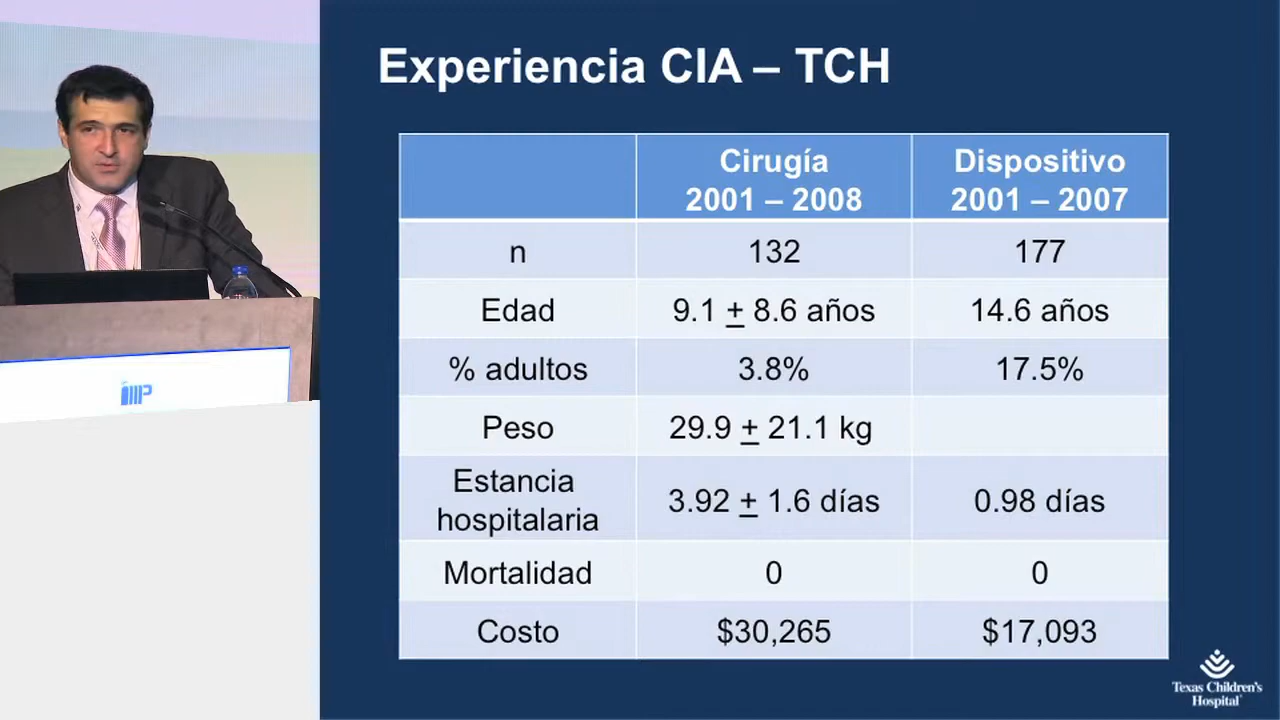 Experiencia CIA – TCH
Cirugía Dispositivo
2001 – 2008 2001 – 2007
n 132 177
Edad 9.1 ± 8.6 años 14.6 años
% adultos 3.8% 17.5%
Peso 29.9 ± 21.1 kg
Estancia
hospitalaria 3.92 ± 1.6 días 0.98 días
Mortalidad 0 0
Costo $30,265 $17,093
Texas Children's
Hospital